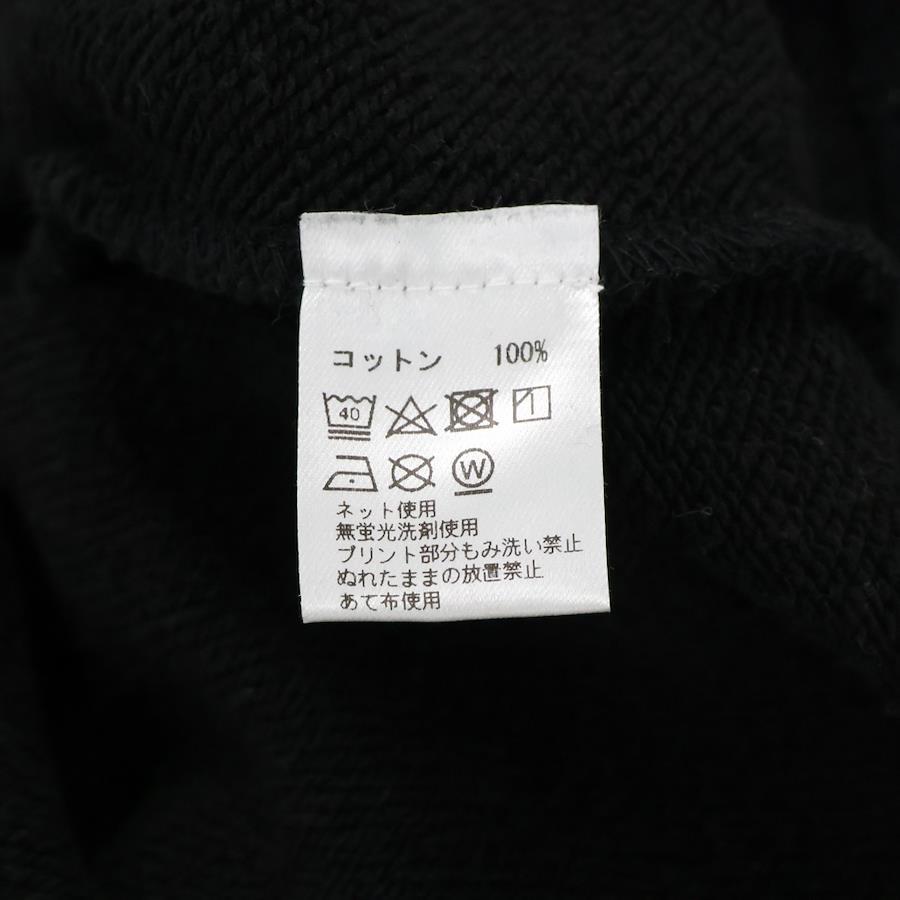 コットン 100%
40
W
ネット使用
無蛍光洗剤使用
プリント部分もみ洗い禁止
ぬれたままの放置禁止
あて布使用